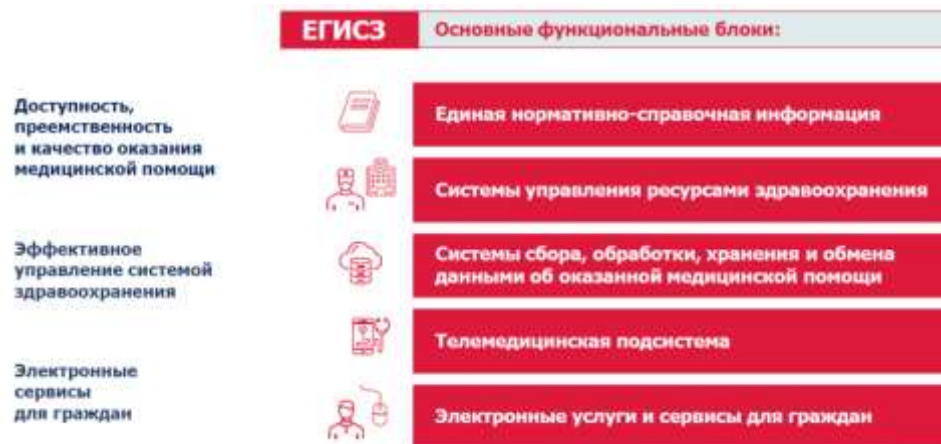 ЕГИСЗ
Основные функциональные блоки:
Доступность,
преемственность
и качество оказания
медицинской помощи
Эффективное
управление системой
здравоохранения
Электронные
сервисы
для граждан
Единая нормативно-справочная информация
Системы управления ресурсами здравоохранения
Системы сбора, обработки, хранения и обмена
данными об оказанной медицинской помощи
Телемедицинская подсистема
Электронные услуги и сервисы для граждан